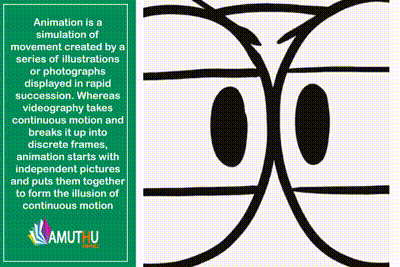 Animation is a
simulation of
movement created by a
series of illustrations
or photographs
displayed in rapid
succession. Whereas
videography takes
continuous motion and
breaks it up into
discrete frames,
animation starts with
independent pictures
and puts them together
to form the illusion of
continuous motion
AMUTHU